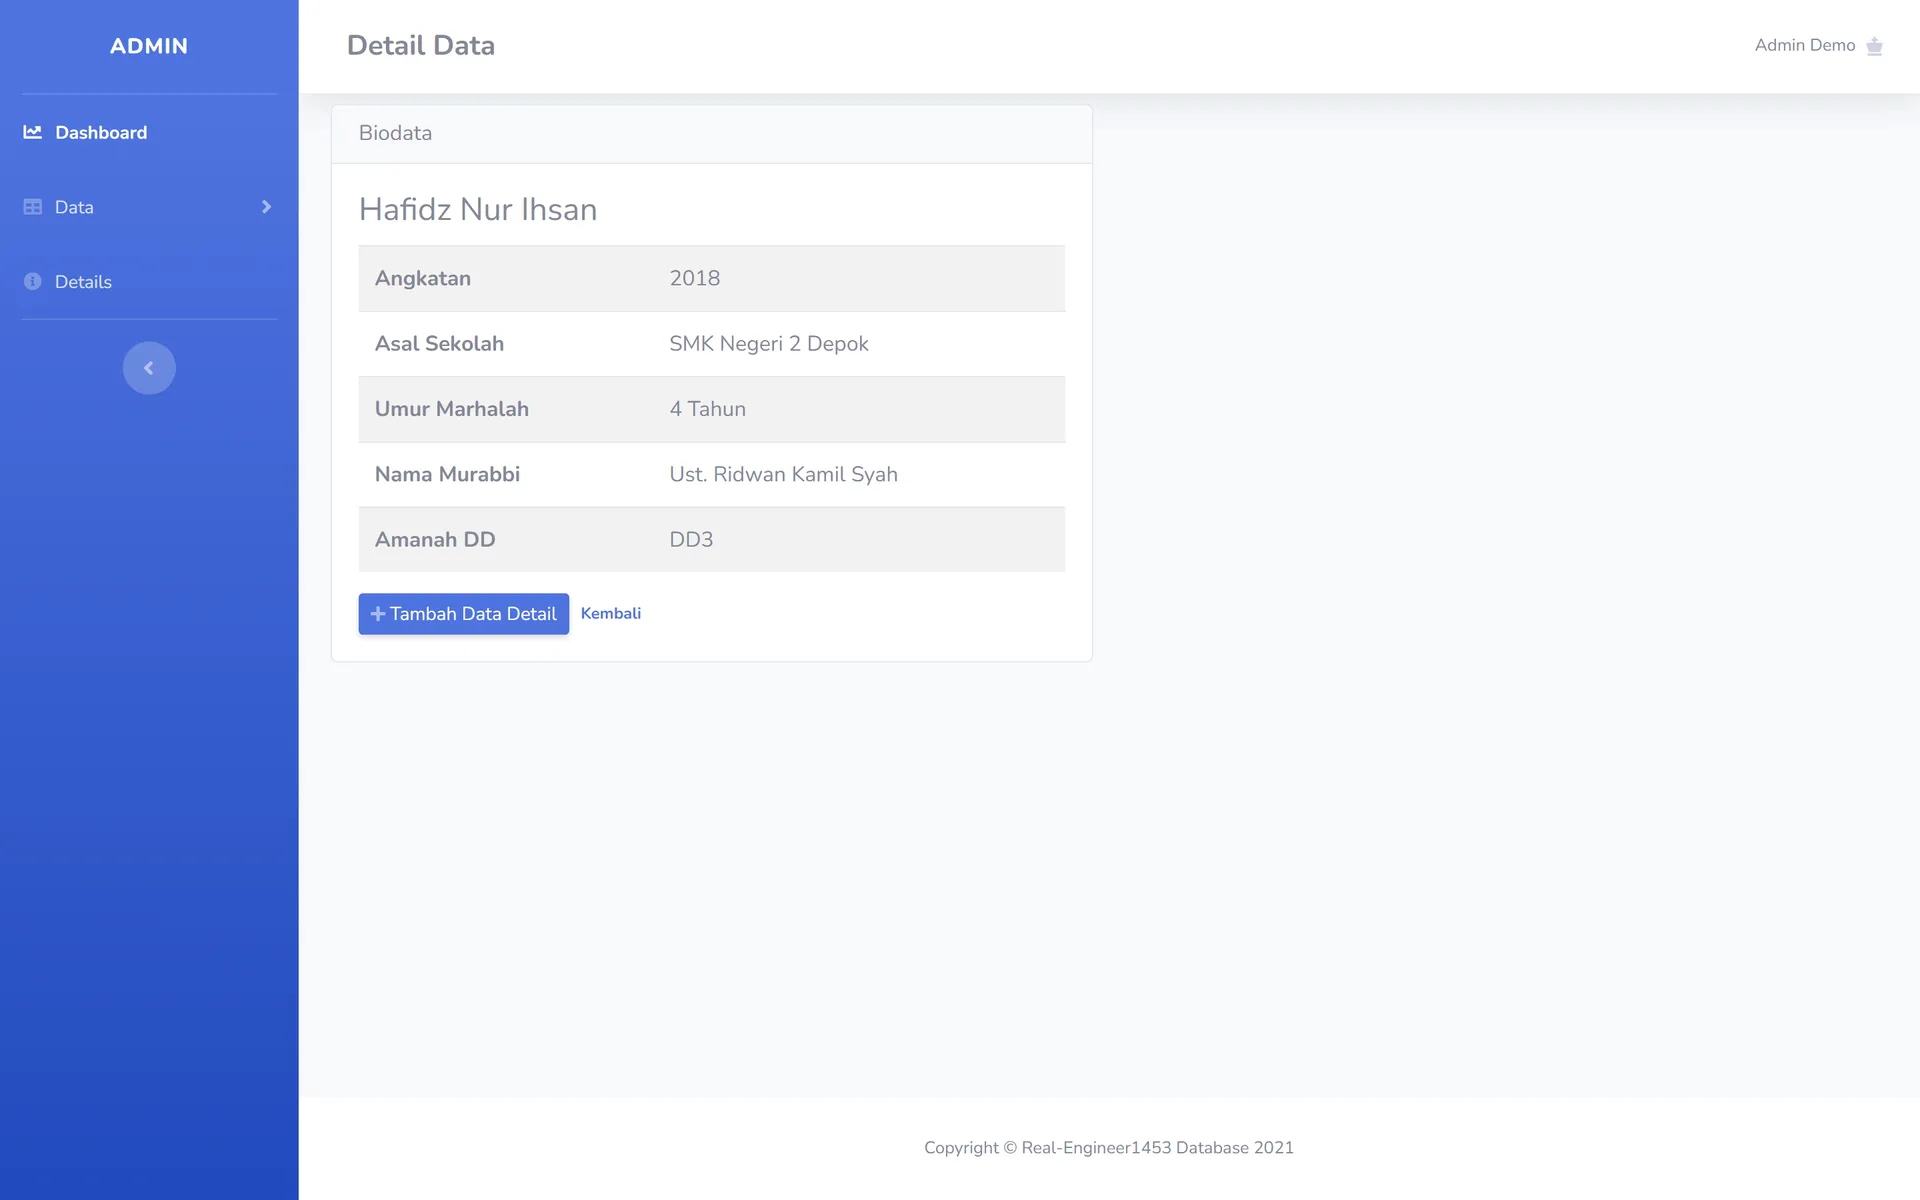 ADMIN
Dashboard
Data
Details
Detail Data
Admin Demo
Biodata
Hafidz Nur Ihsan
Angkatan 2018
Asal Sekolah SMK Negeri 2 Depok
Umur Marhalah 4 Tahun
Nama Murabbi Ust. Ridwan Kamil Syah
Amanah DD DD3
Tambah Data Detail Kembali
Copyright © Real-Engineer1453 Database 2021